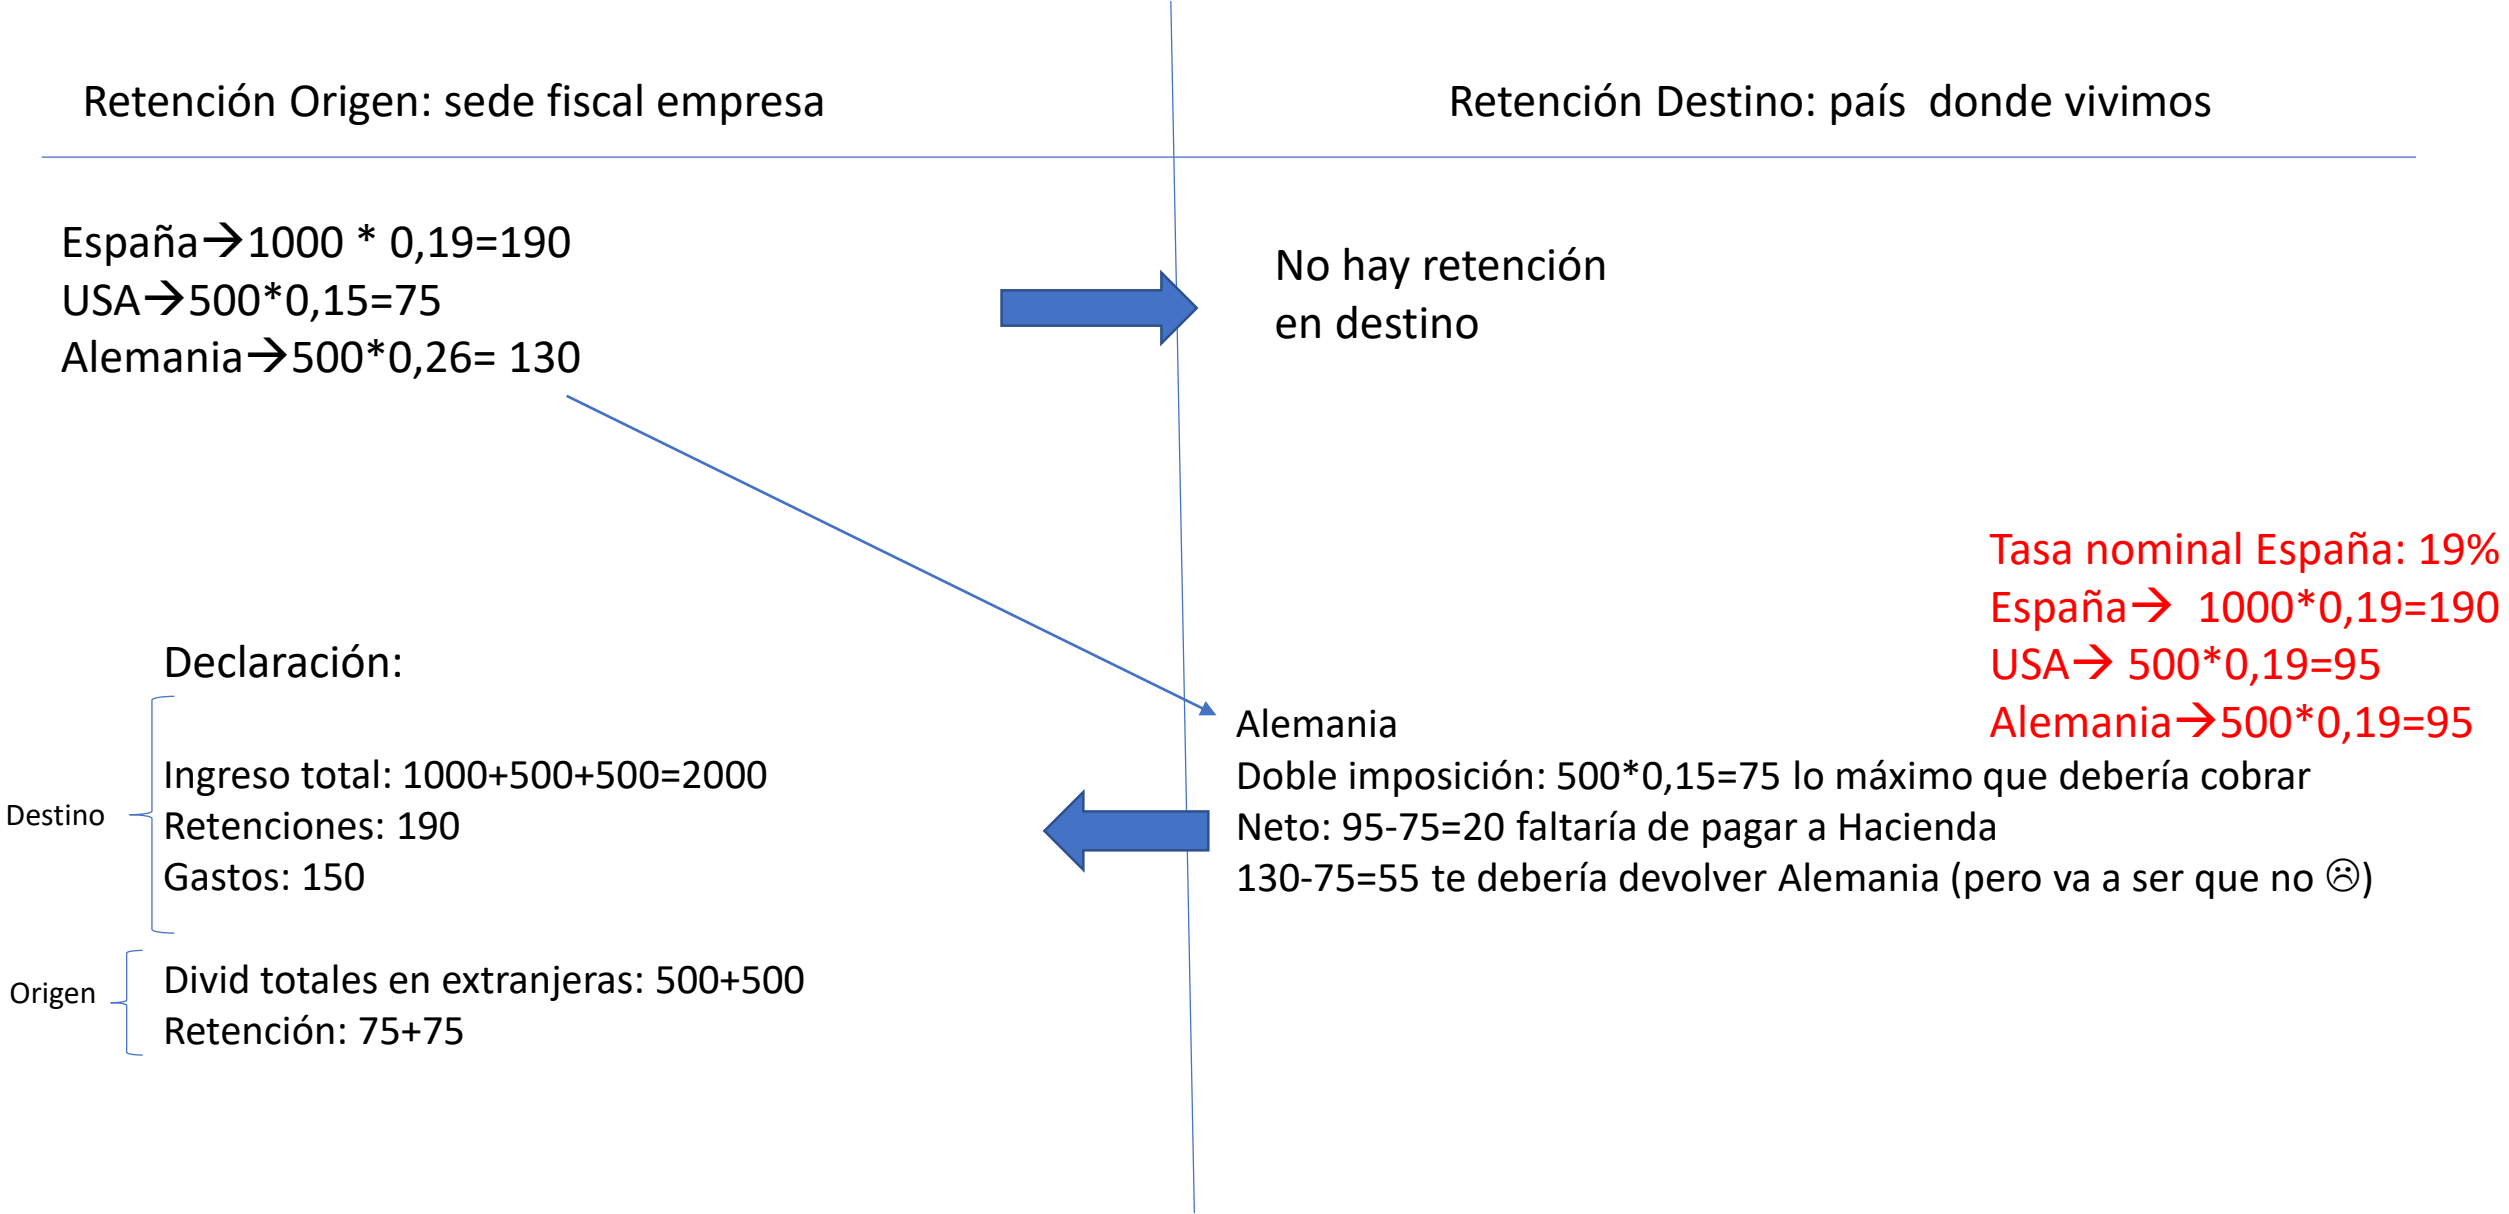 Retención Origen: sede fiscal empresa
Retención Destino: país  donde vivimos
España→1000 * 0,19=190
USA→500*0,15=75
Alemania→500*0,26= 130
No hay retención
en destino
Tasa nominal España: 19%
España→  1000*0,19=190
USA→ 500*0,19=95
Alemania→500*0,19=95
Alemania
Doble imposición: 500*0,15=75 lo máximo que debería cobrar
Neto: 95-75=20 faltaría de pagar a Hacienda
130-75=55 te debería devolver Alemania (pero va a ser que no ☹)
Declaración:
Destino
Ingreso total: 1000+500+500=2000
Retenciones: 190
Gastos: 150
Origen
Divid totales en extranjeras: 500+500
Retención: 75+75